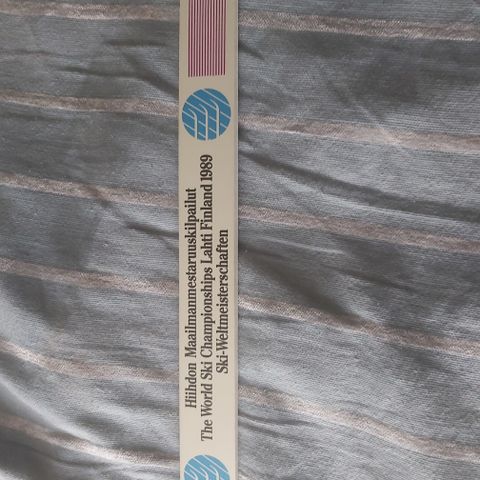 Hiihdon Maailmanmestaruuskilpailut
The World Ski Championships Lahti Finland 1989
Ski-Weltmeisterschaften